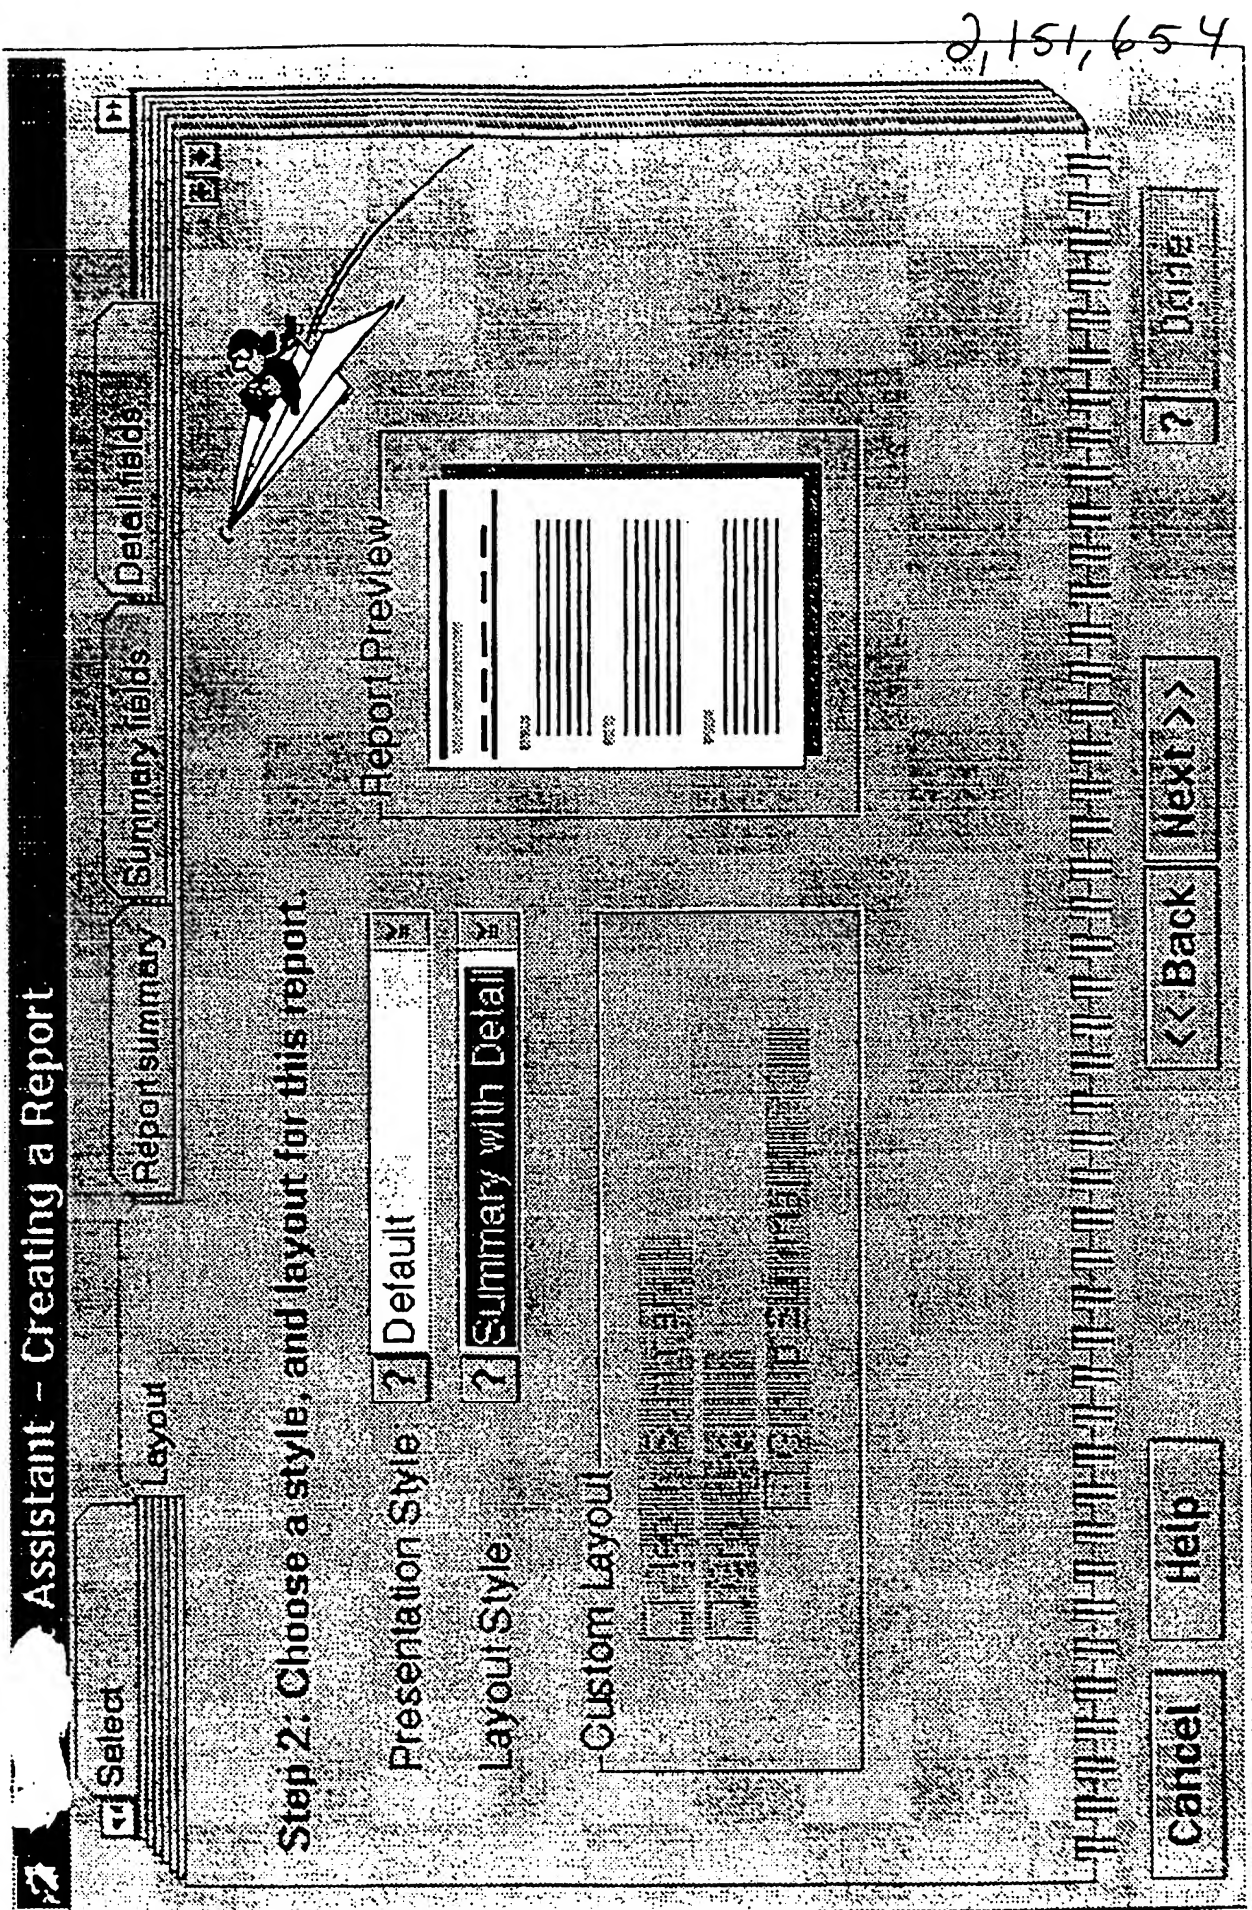 2,151,654
Assistant - Creating a Report
Select
Layout
Report summary
Summary fields
Detail fields
Step 2: Choose a style, and layout for this report.
Presentation Style
? Default
Layout Style
? Summary with Detail
Custom Layout
Report Preview
Cancel
Help
<<Back
Next >>
?
Done